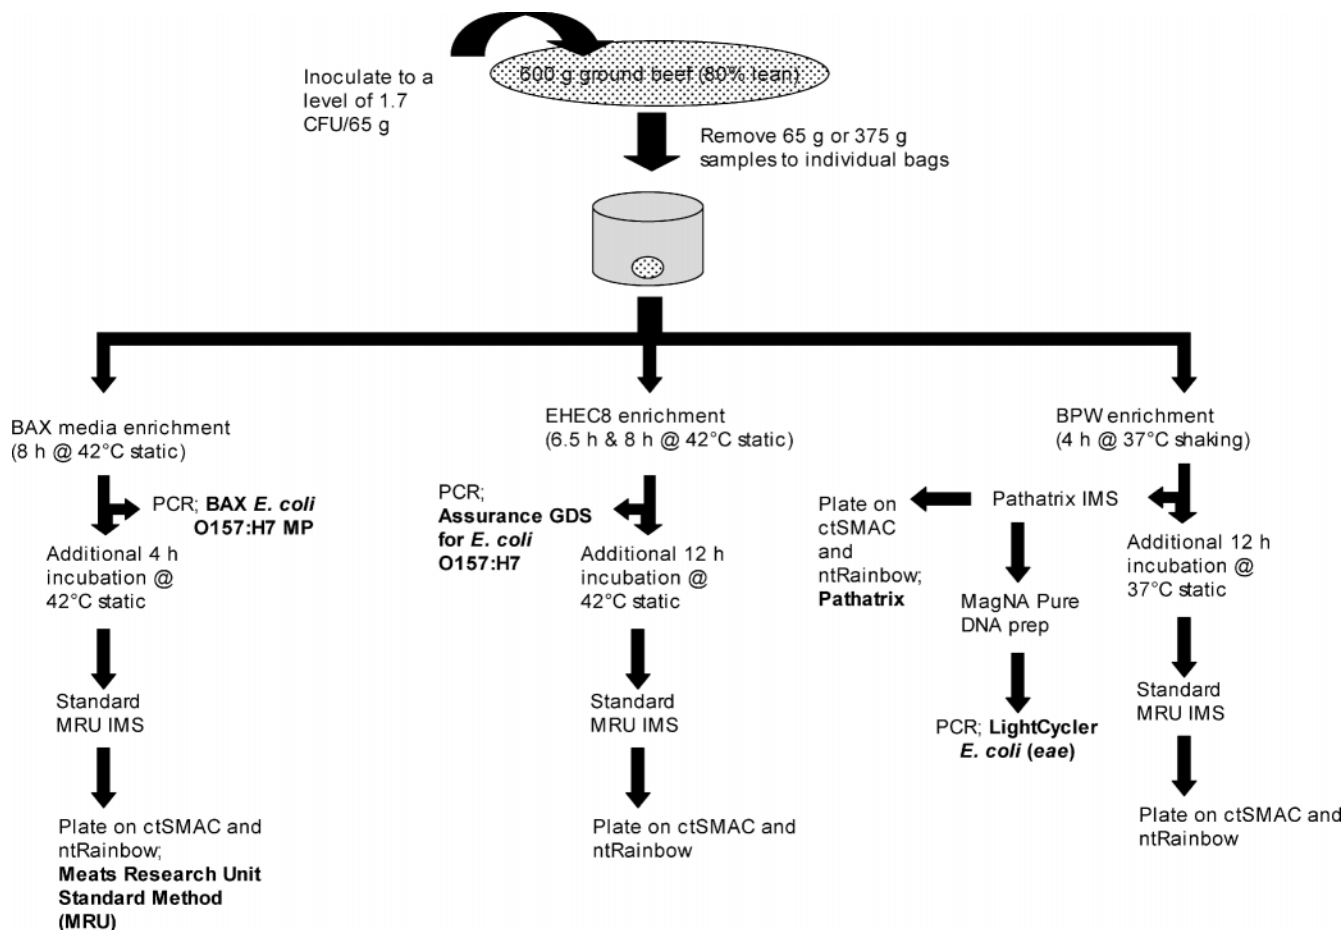 600 g ground beef (80% lean)
Inoculate to a
level of 1.7
CFU/65 g
Remove 65 g or 375 g
samples to individual bags
BAX media enrichment
(8 h @ 42°C static)
PCR; BAX E. coli
O157:H7 MP
Additional 4 h
incubation @
42°C static
Standard
MRU IMS
Plate on ctSMAC and
ntRainbow;
Meats Research Unit
Standard Method
(MRU)
EHEC8 enrichment
(6.5 h & 8 h @ 42°C static)
PCR;
Assurance GDS
for E. coli
O157:H7
Additional 12 h
incubation @
42°C static
Standard
MRU IMS
Plate on ctSMAC and
ntRainbow
BPW enrichment
(4 h @ 37°C shaking)
Pathatrix IMS
Plate on
ctSMAC
and
ntRainbow;
Pathatrix
MagNA Pure
DNA prep
PCR; LightCycler
E. coli (eae)
Additional 12 h
incubation @
37°C static
Standard
MRU IMS
Plate on ctSMAC and
ntRainbow